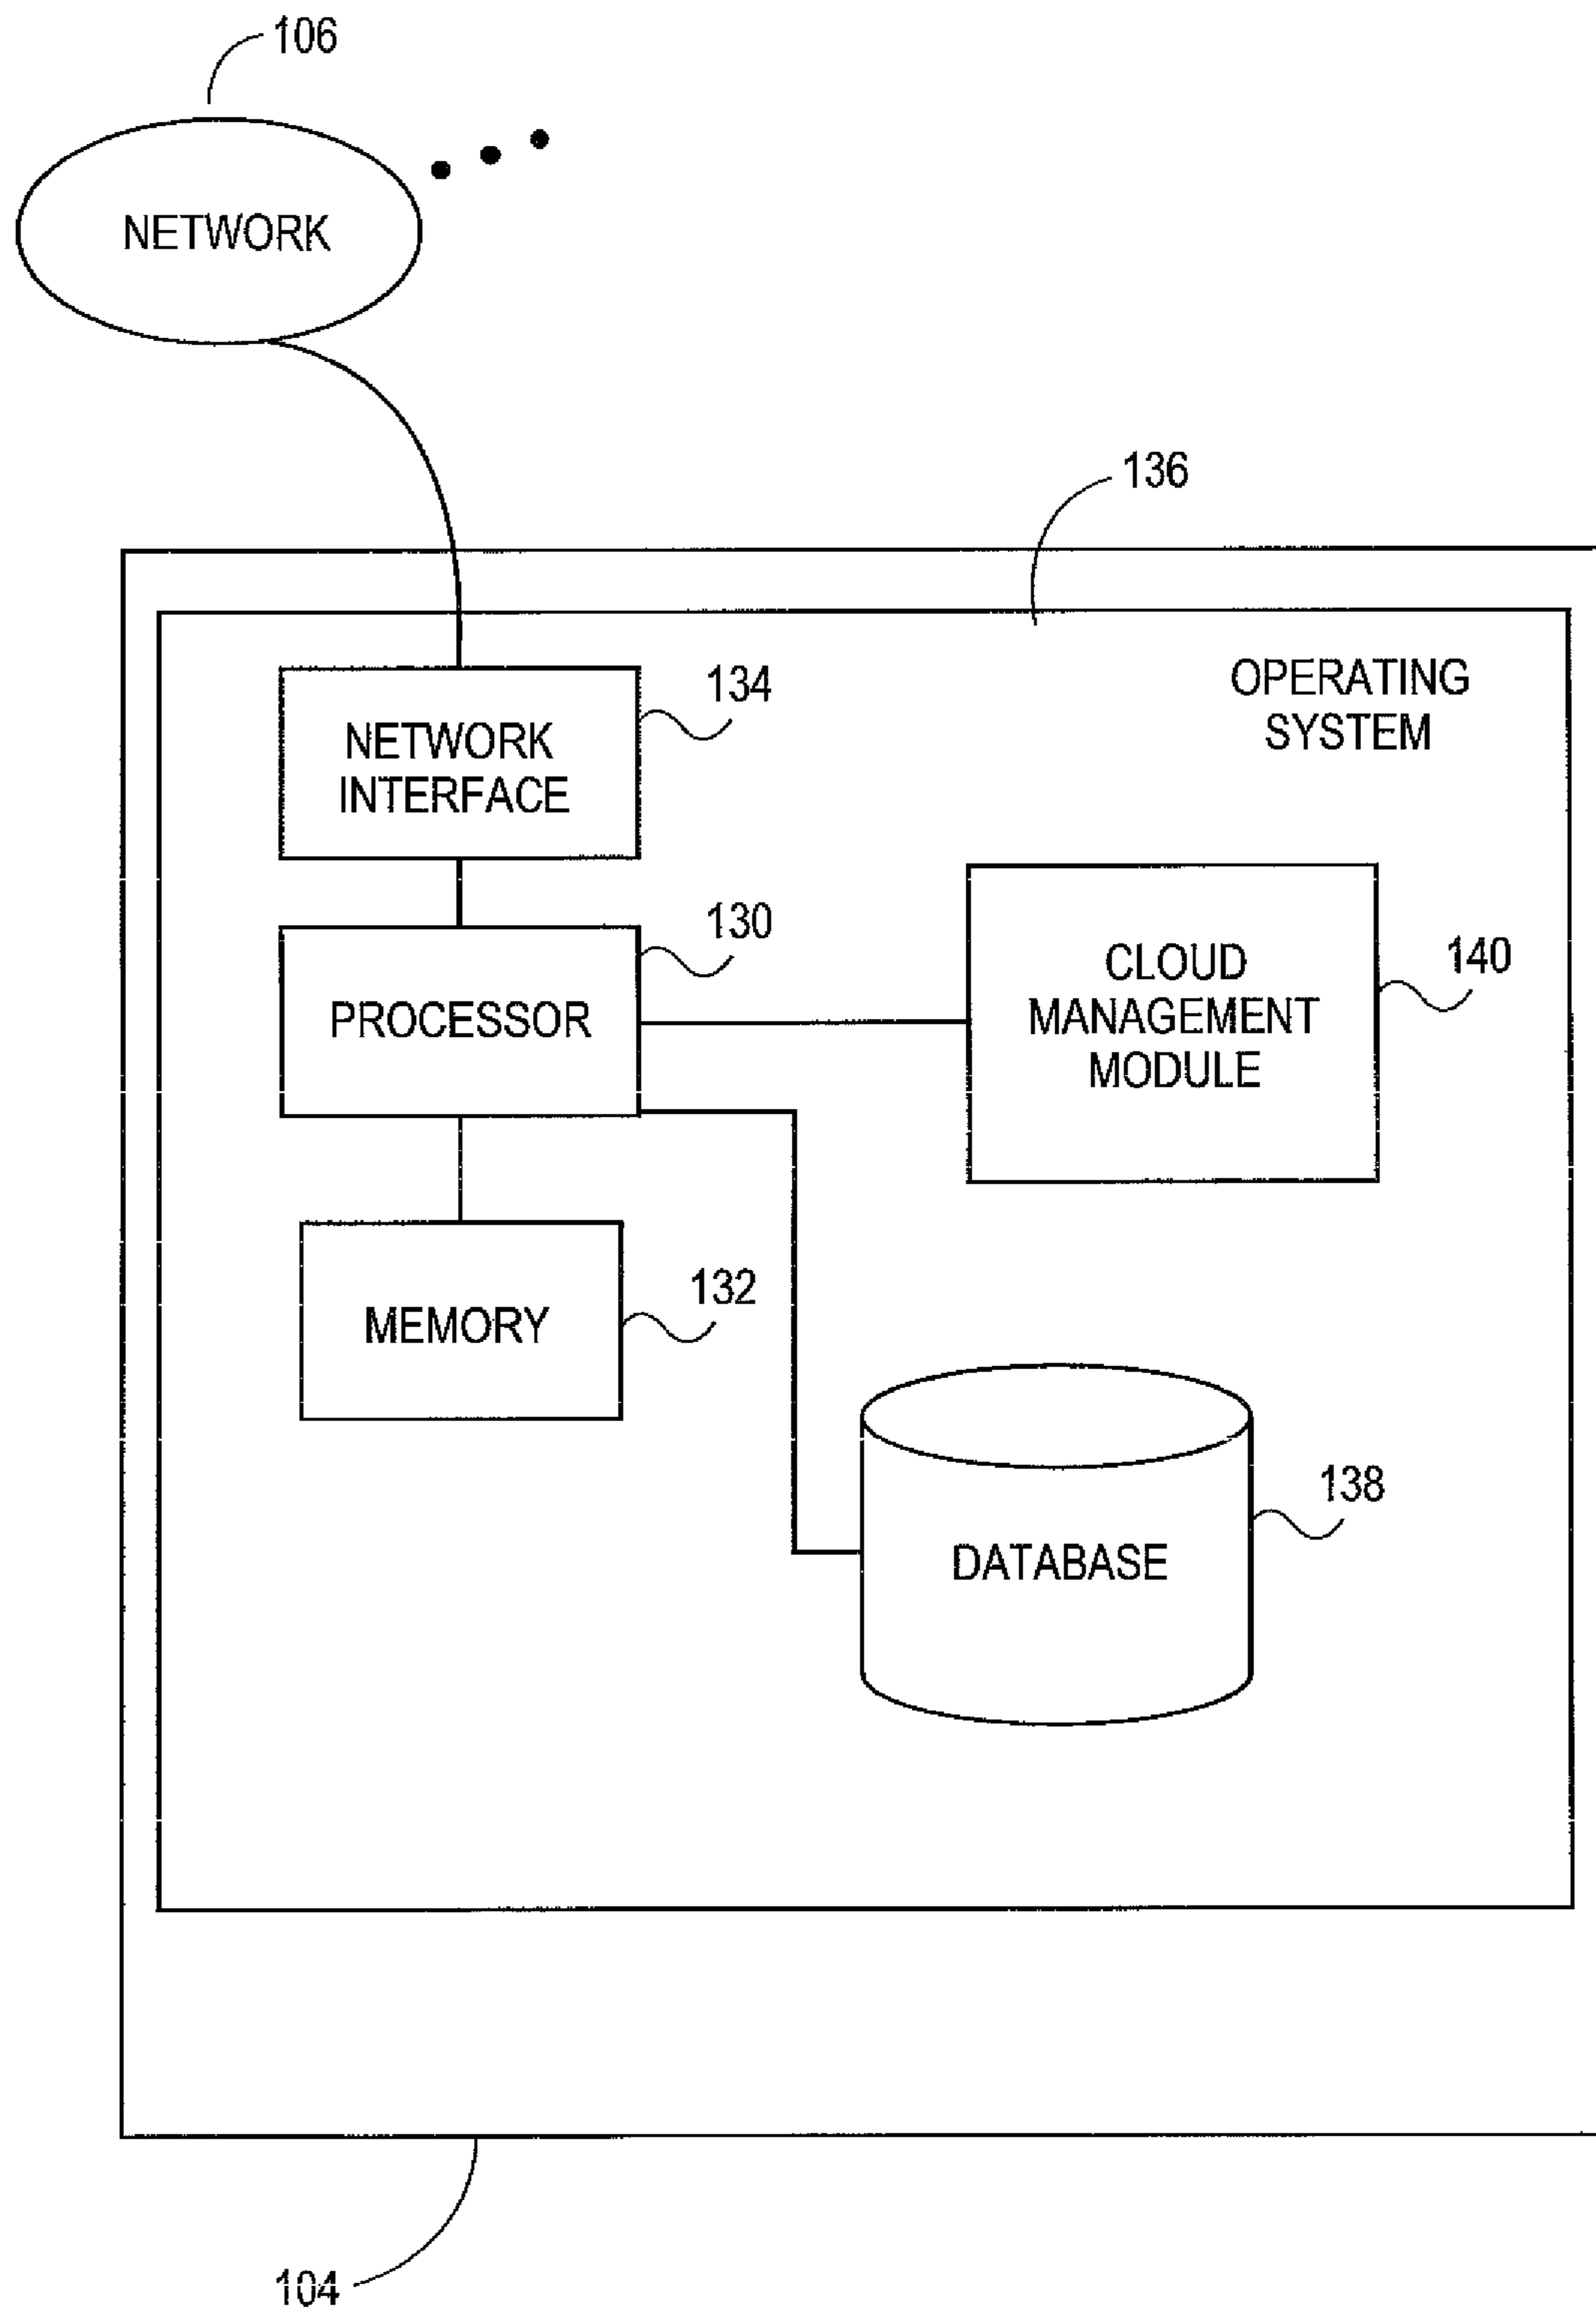 106
NETWORK
136
OPERATING
SYSTEM
134
NETWORK
INTERFACE
130
PROCESSOR
CLOUD
MANAGEMENT
MODULE
140
132
MEMORY
138
DATABASE
104